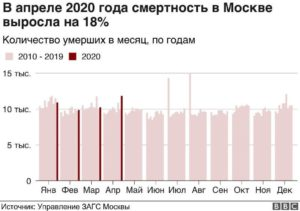 В апреле 2020 года смертность в Москве
выросла на 18%
Количество умерших в месяц, по годам
2010 - 2019 2020
15 тыс.
10 тыс.
5 тыс.
Янв Фев Мар Апр Май Июн Июл Авг Сен Окт Ноя Дек
Источник: Управление ЗАГС Москвы BBC